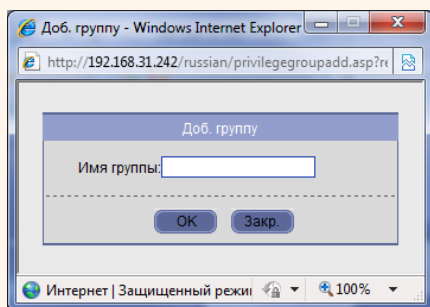 Доб. группу - Windows Internet Explorer
http://192.168.31.242/russian/privilegegroupadd.asp?re
Доб. группу
Имя группы:
OK Закр.
Интернет | Защищенный режи 100%